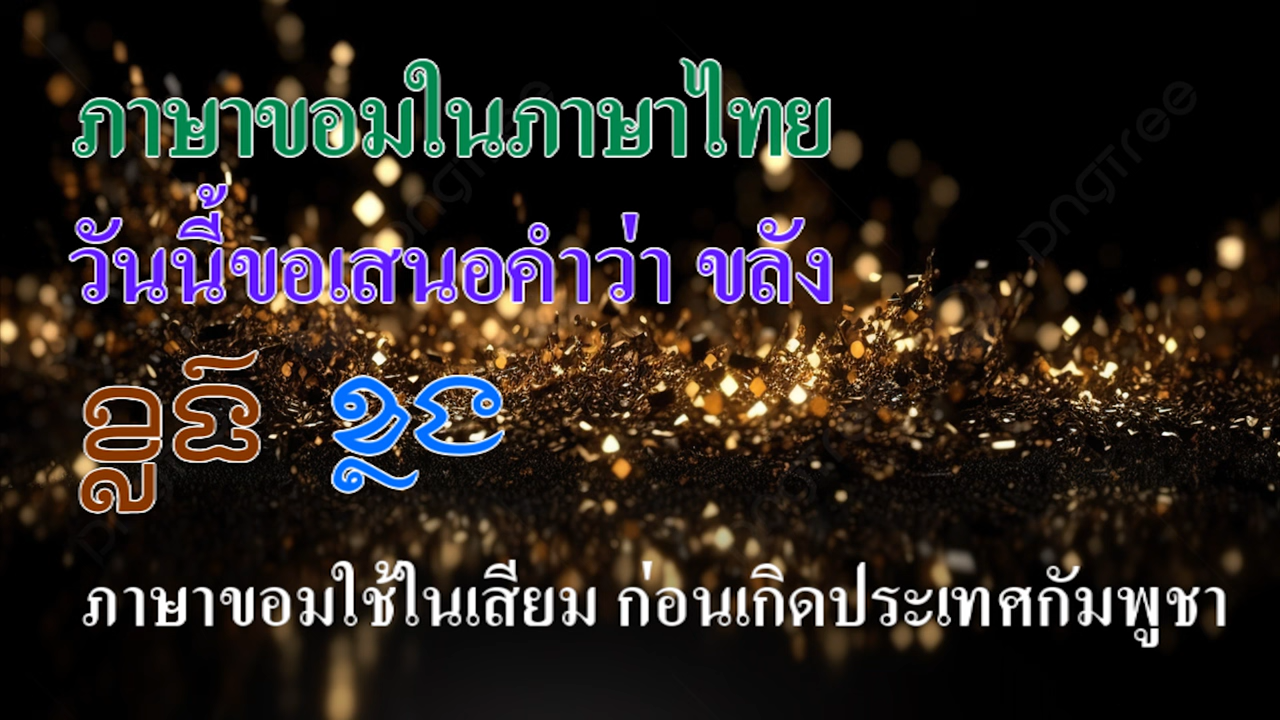 ภาษาขอมในภาษาไทย
วันนี้ขอเสนอคำว่า ขลัง
ภาษาขอมใช้ในเสียม ก่อนเกิดประเทศกัมพูชา